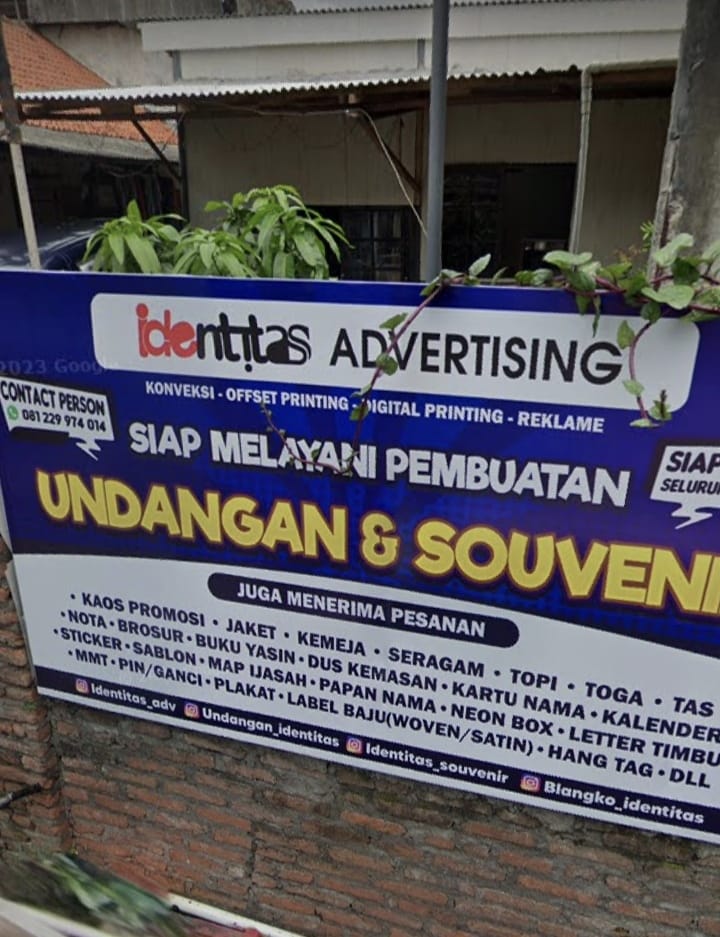 identitas ADVERTISING
2023 Google
KONVEKSI - OFFSET PRINTING - DIGITAL PRINTING - REKLAME
CONTACT PERSON
081 229 974 014
SIAP MELAYANI PEMBUATAN
SIAP
UNDANGAN & SOUVENI
JUGA MENERIMA PESANAN
• KAOS PROMOSI • JAKET • KEMEJA • SERAGAM • TOPI • TOGA • TAS
• NOTA • BROSUR • BUKU YASIN • DUS KEMASAN • KARTU NAMA • KALENDER
• STICKER • SABLON • MAP IJASAH • PAPAN NAMA • NEON BOX • LETTER TIMBU
• MMT • PIN/GANCI • PLAKAT • LABEL BAJU(WOVEN/SATIN) • HANG TAG • DLL
Identitas_adv Undangan_identitas Identitas_souvenir Blangko_identitas